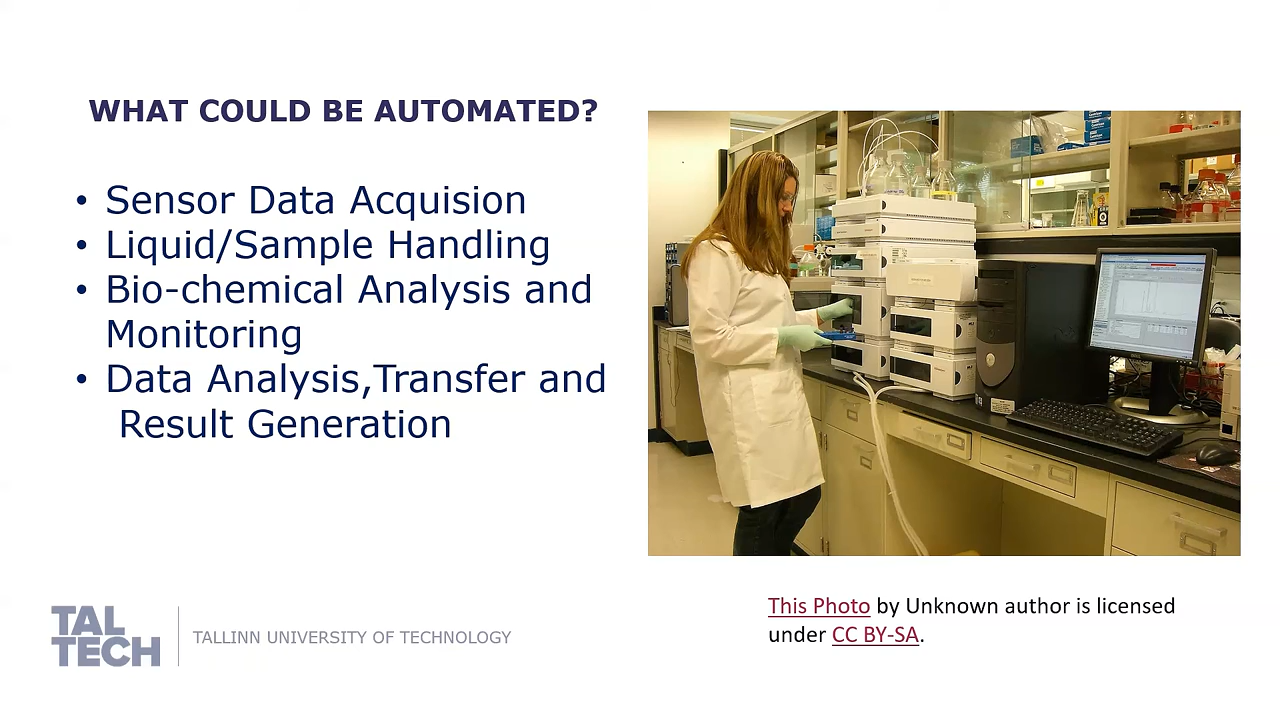 WHAT COULD BE AUTOMATED?
• Sensor Data Acquision
• Liquid/Sample Handling
• Bio-chemical Analysis and
Monitoring
• Data Analysis,Transfer and
Result Generation
This Photo by Unknown author is licensed
under CC BY-SA.
TAL
TECH
TALLINN UNIVERSITY OF TECHNOLOGY